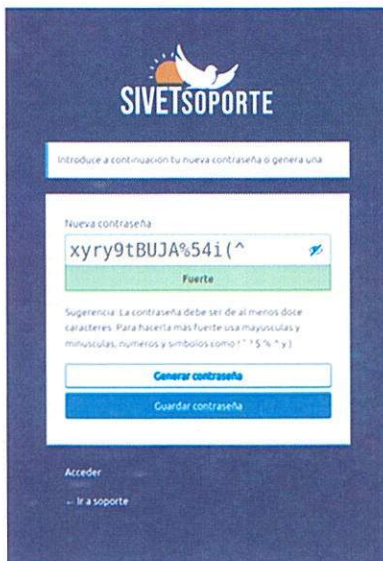 SIVETSOPORTE
Introduce a continuación tu nueva contraseña o genera una
Nueva contraseña
xyry9tBUJA%54i(^
Fuerte
Sugerencia: La contraseña debe ser de al menos doce
caracteres. Para hacerla más fuerte usa mayúsculas y
minúsculas, números y símbolos como ! " ? $ % ^ y ).
Generar contraseña
Guardar contraseña
Acceder
← Ir a soporte